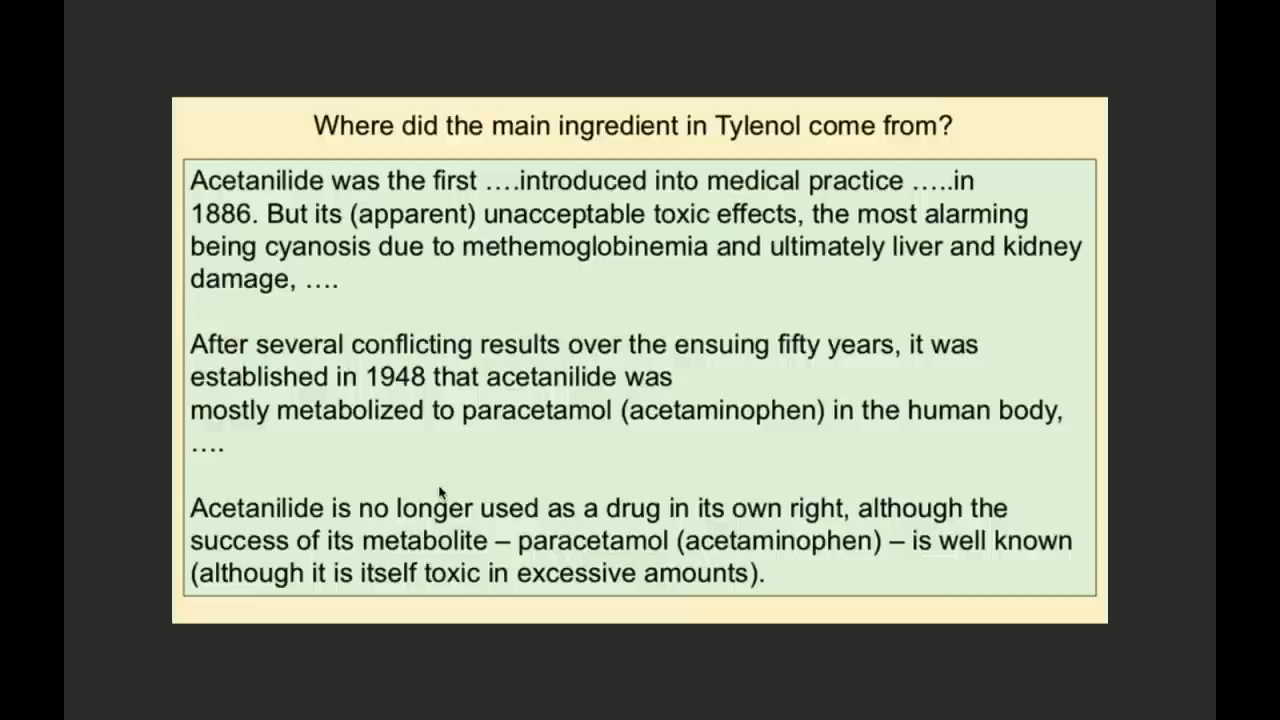 Where did the main ingredient in Tylenol come from?
Acetanilide was the first ….introduced into medical practice …..in
1886. But its (apparent) unacceptable toxic effects, the most alarming
being cyanosis due to methemoglobinemia and ultimately liver and kidney
damage, ….
After several conflicting results over the ensuing fifty years, it was
established in 1948 that acetanilide was
mostly metabolized to paracetamol (acetaminophen) in the human body,
….
Acetanilide is no longer used as a drug in its own right, although the
success of its metabolite – paracetamol (acetaminophen) – is well known
(although it is itself toxic in excessive amounts).